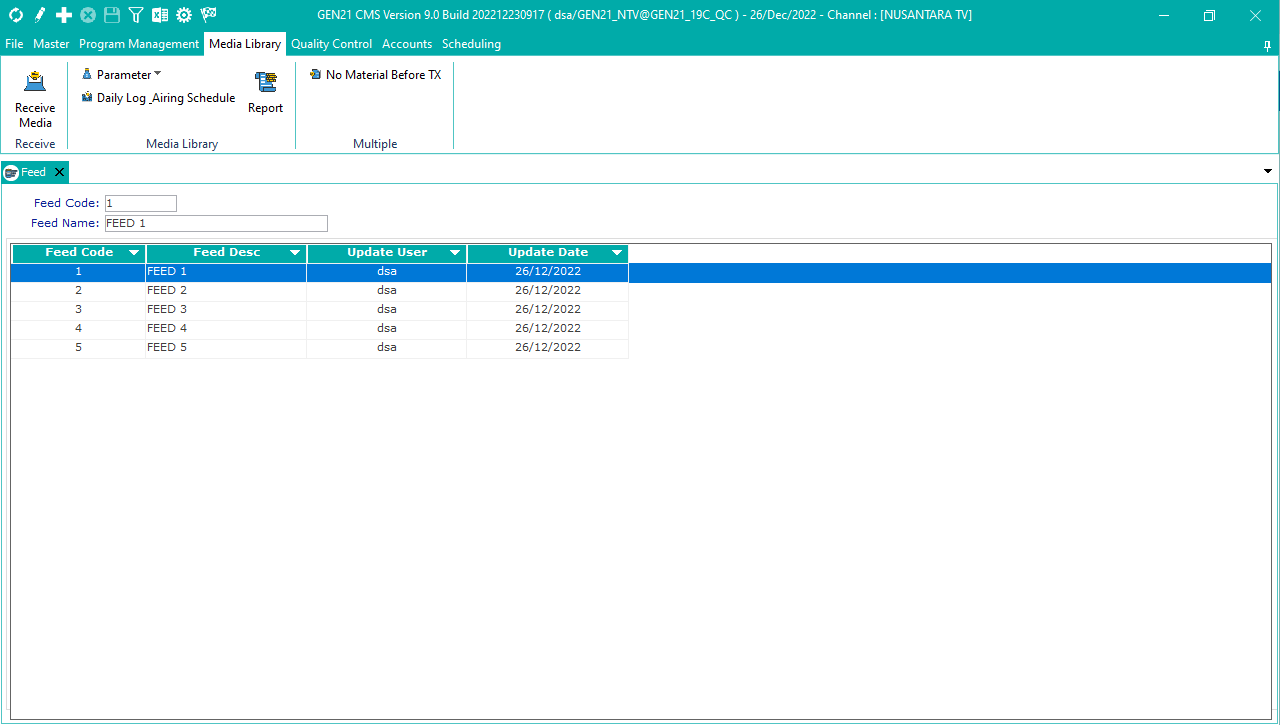 GEN21 CMS Version 9.0 Build 202212230917 ( dsa/GEN21_NTV@GEN21_19C_QC ) - 26/Dec/2022 - Channel : [NUSANTARA TV]
File Master Program Management Media Library Quality Control Accounts Scheduling
Receive Media
Parameter
Daily Log _Airing Schedule
Report
No Material Before TX
Receive Media Library Multiple
Feed
Feed Code: 1
Feed Name: FEED 1
Feed Code Feed Desc Update User Update Date
1 FEED 1 dsa 26/12/2022
2 FEED 2 dsa 26/12/2022
3 FEED 3 dsa 26/12/2022
4 FEED 4 dsa 26/12/2022
5 FEED 5 dsa 26/12/2022